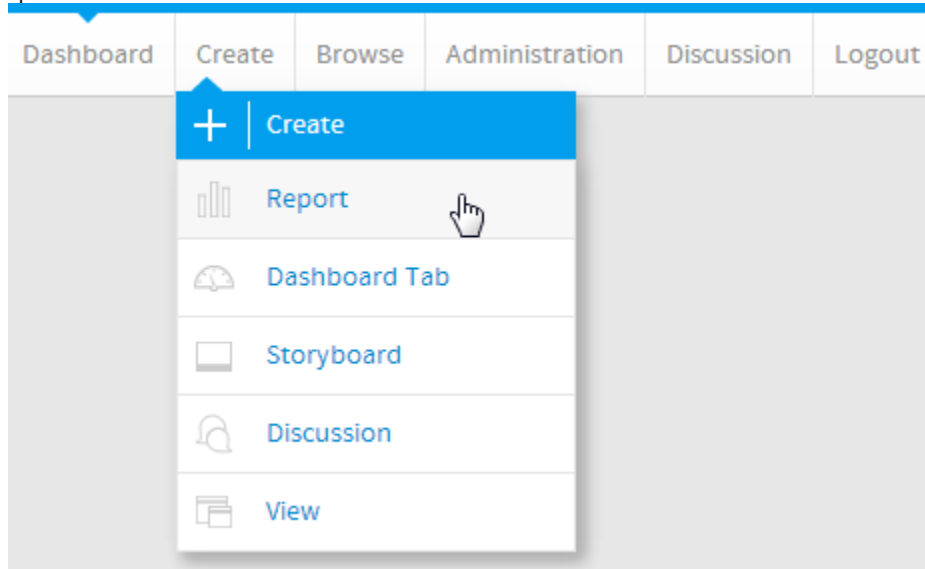 Dashboard Create Browse Administration Discussion Logout
Create
Report
Dashboard Tab
Storyboard
Discussion
View